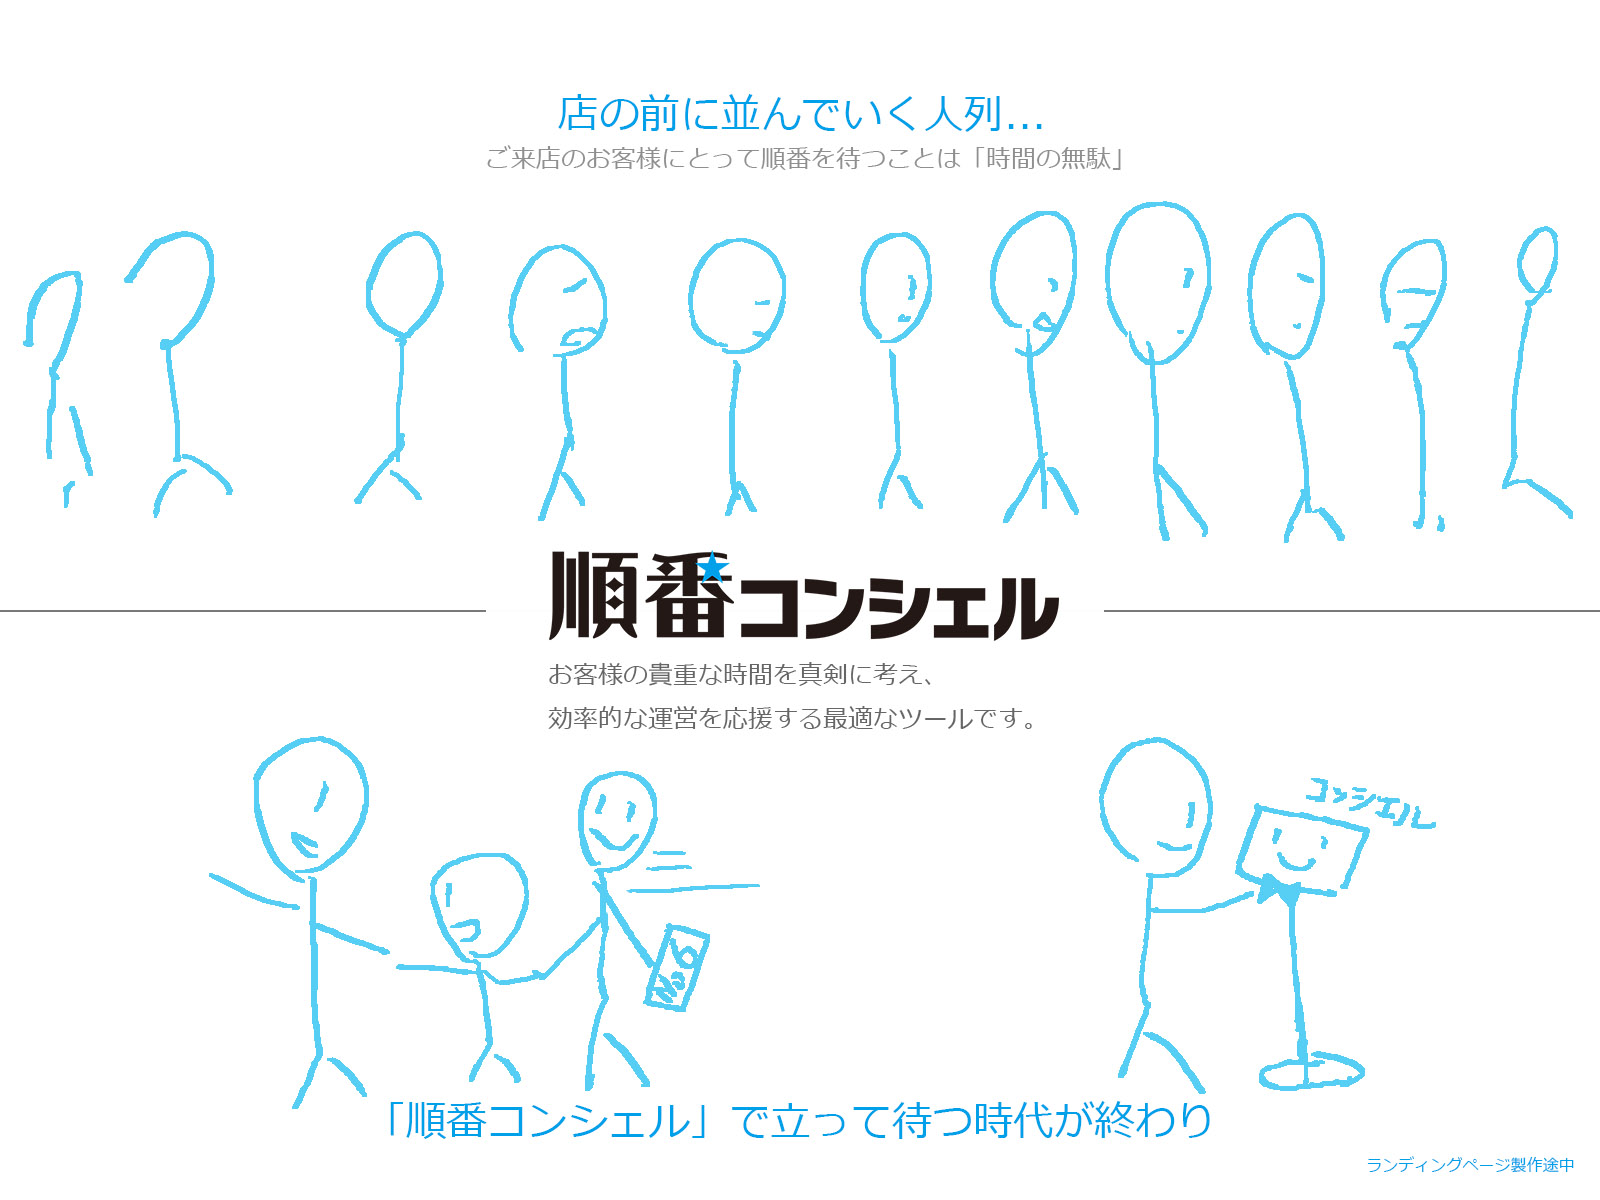 店の前に並んでいく人列…
ご来店のお客様にとって順番を待つことは「時間の無駄」
順番コンシェル
お客様の貴重な時間を真剣に考え、
効率的な運営を応援する最適なツールです。
コンシェル
No.6
「順番コンシェル」で立って待つ時代が終わり
ランディングページ製作途中